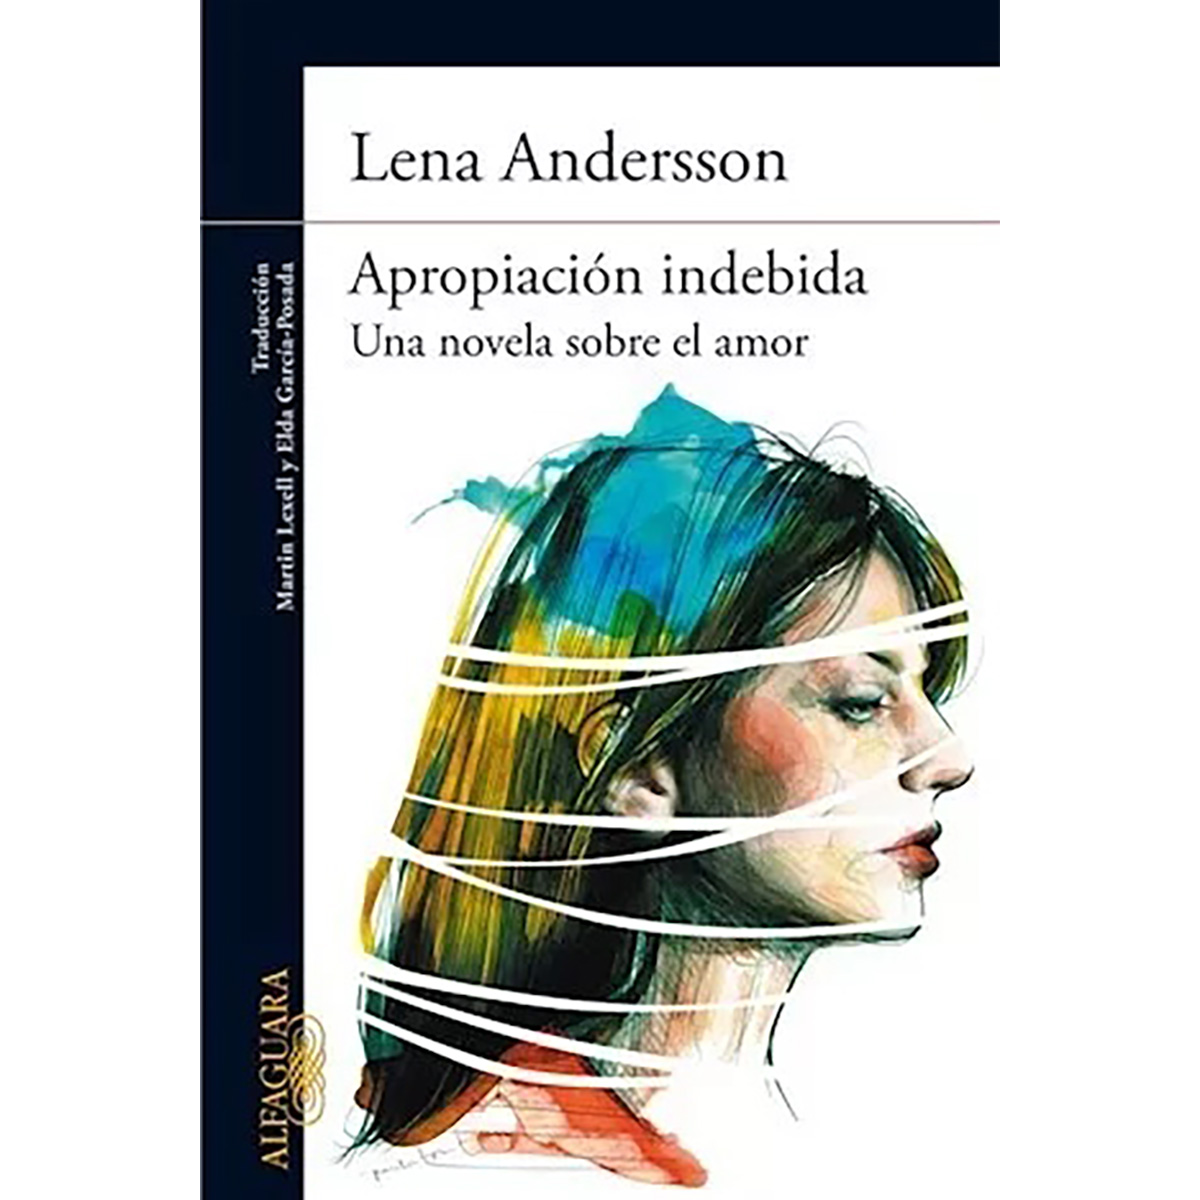 Lena Andersson
Apropiación indebida
Una novela sobre el amor
Traducción
Martin Lexell y Elda García-Posada
ALFAGUARA